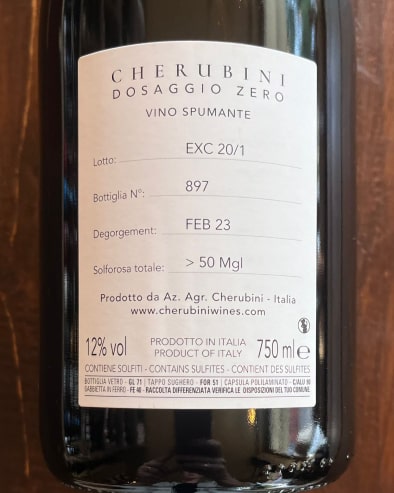 CHERUBINI
DOSAGGIO ZERO
VINO SPUMANTE
Lotto: EXC 20/1
Bottiglia N°: 897
Degorgement: FEB 23
Solforosa totale: > 50 Mgl
Prodotto da Az. Agr. Cherubini - Italia
www.cherubiniwines.com
12% vol PRODOTTO IN ITALIA 750 ml e
PRODUCT OF ITALY
CONTIENE SOLFITI - CONTAINS SULFITES - CONTIENT DES SULFITES
BOTTIGLIA VETRO - GL 71 | TAPPO SUGHERO - FOR 51 | CAPSULA POLILAMINATO - C/ALU 90
GABBIETTA IN FERRO - FE 40 - RACCOLTA DIFFERENZIATA VERIFICA LE DISPOSIZIONI DEL TUO COMUNE.